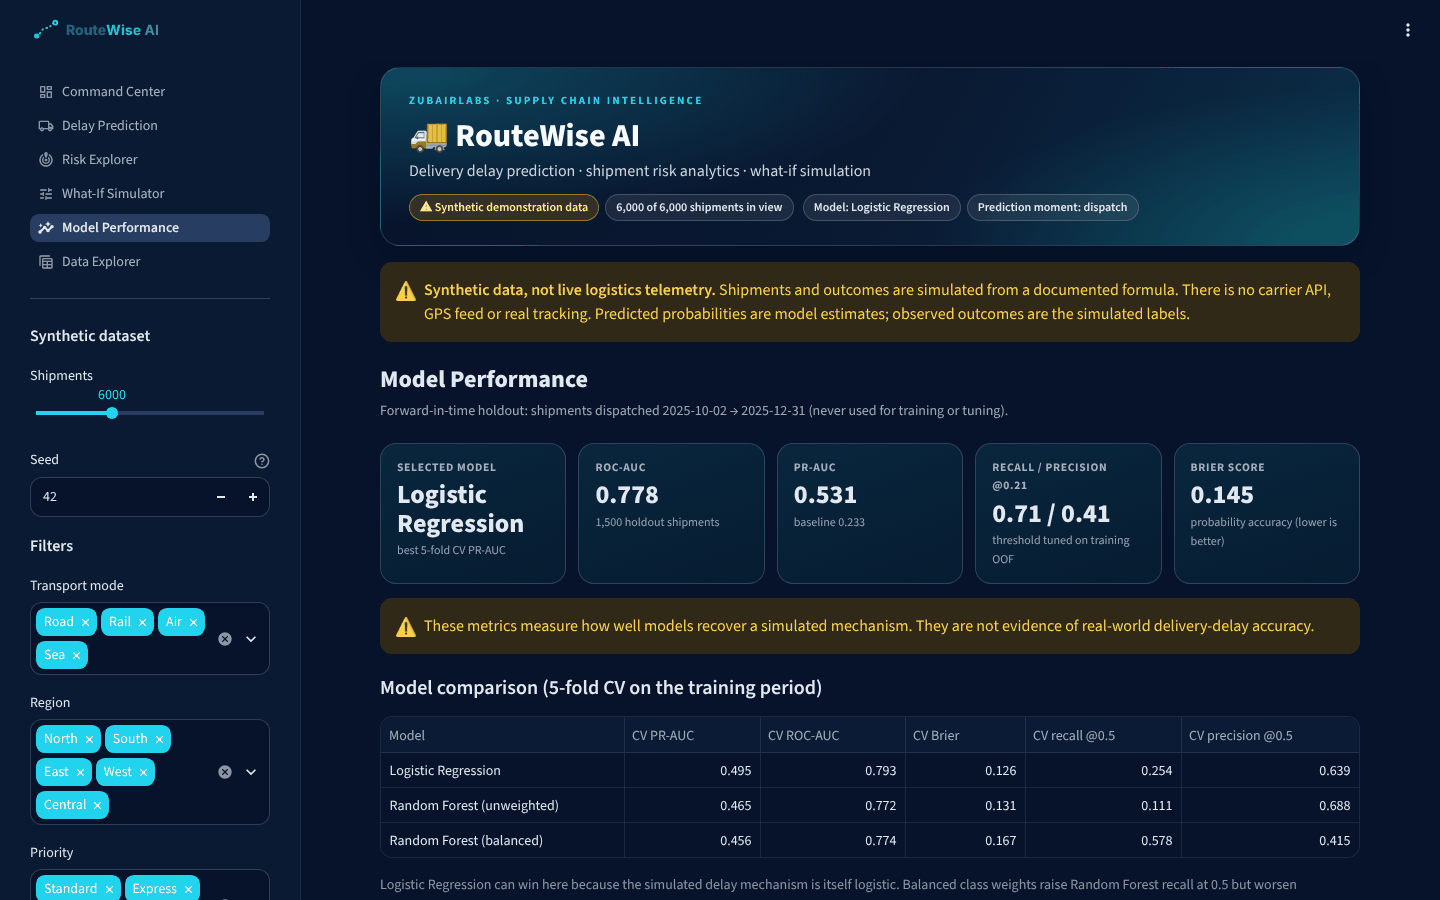 RouteWise AI
Command Center
Delay Prediction
Risk Explorer
What-If Simulator
Model Performance
Data Explorer
Synthetic dataset
Shipments
6000
Seed
42
Filters
Transport mode
Road Rail Air
Sea
Region
North South
East West
Central
Priority
Standard Express
ZUBAIRLABS · SUPPLY CHAIN INTELLIGENCE
RouteWise AI
Delivery delay prediction · shipment risk analytics · what-if simulation
Synthetic demonstration data 6,000 of 6,000 shipments in view Model: Logistic Regression Prediction moment: dispatch
Synthetic data, not live logistics telemetry. Shipments and outcomes are simulated from a documented formula. There is no carrier API,
GPS feed or real tracking. Predicted probabilities are model estimates; observed outcomes are the simulated labels.
Model Performance
Forward-in-time holdout: shipments dispatched 2025-10-02 → 2025-12-31 (never used for training or tuning).
SELECTED MODEL
Logistic
Regression
best 5-fold CV PR-AUC
ROC-AUC
0.778
1,500 holdout shipments
PR-AUC
0.531
baseline 0.233
RECALL / PRECISION
@0.21
0.71 / 0.41
threshold tuned on training
OOF
BRIER SCORE
0.145
probability accuracy (lower is
better)
These metrics measure how well models recover a simulated mechanism. They are not evidence of real-world delivery-delay accuracy.
Model comparison (5-fold CV on the training period)
Model CV PR-AUC CV ROC-AUC CV Brier CV recall @0.5 CV precision @0.5
Logistic Regression 0.495 0.793 0.126 0.254 0.639
Random Forest (unweighted) 0.465 0.772 0.131 0.111 0.688
Random Forest (balanced) 0.456 0.774 0.167 0.578 0.415
Logistic Regression can win here because the simulated delay mechanism is itself logistic. Balanced class weights raise Random Forest recall at 0.5 but worsen